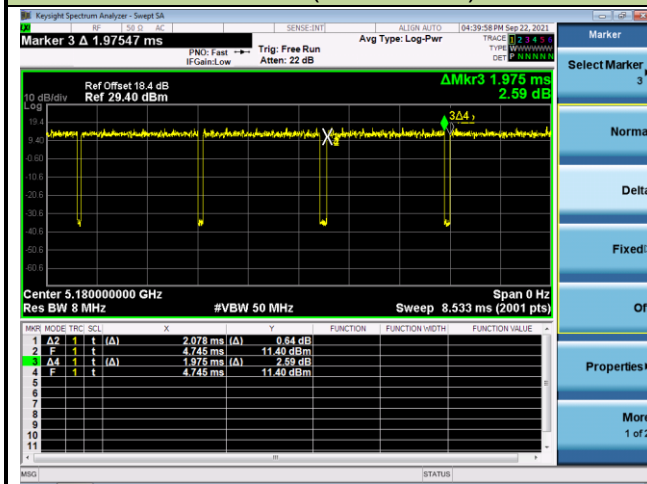 Keysight Spectrum Analyzer - Swept SA
RF 50 Ω AC SENSE:INT ALIGN AUTO 04:39:58 PM Sep 22, 2021
Marker 3 Δ 1.97547 ms Avg Type: Log-Pwr TRACE 1 2 3 4 5 6
PNO: Fast Trig: Free Run TYPE WWWWWW
IFGain:Low Atten: 22 dB DET P N N N N N
Marker
Select Marker
3
Ref Offset 18.4 dB ΔMkr3 1.975 ms
10 dB/div Ref 29.40 dBm 2.59 dB
Log
19.4
9.40
-0.60
-10.6
-20.6
-30.6
-40.6
-50.6
-60.6
3Δ4
Center 5.180000000 GHz Span 0 Hz
Res BW 8 MHz #VBW 50 MHz Sweep 8.533 ms (2001 pts)
MKR MODE TRC SCL X Y FUNCTION FUNCTION WIDTH FUNCTION VALUE
1 Δ2 1 t (Δ) 2.078 ms (Δ) 0.64 dB
2 F 1 t 4.745 ms 11.40 dBm
3 Δ4 1 t (Δ) 1.975 ms (Δ) 2.59 dB
4 F 1 t 4.745 ms 11.40 dBm
5
6
7
8
9
10
11
Norma
Delta
Fixed
Of
Properties
More
1 of 2
MSG STATUS